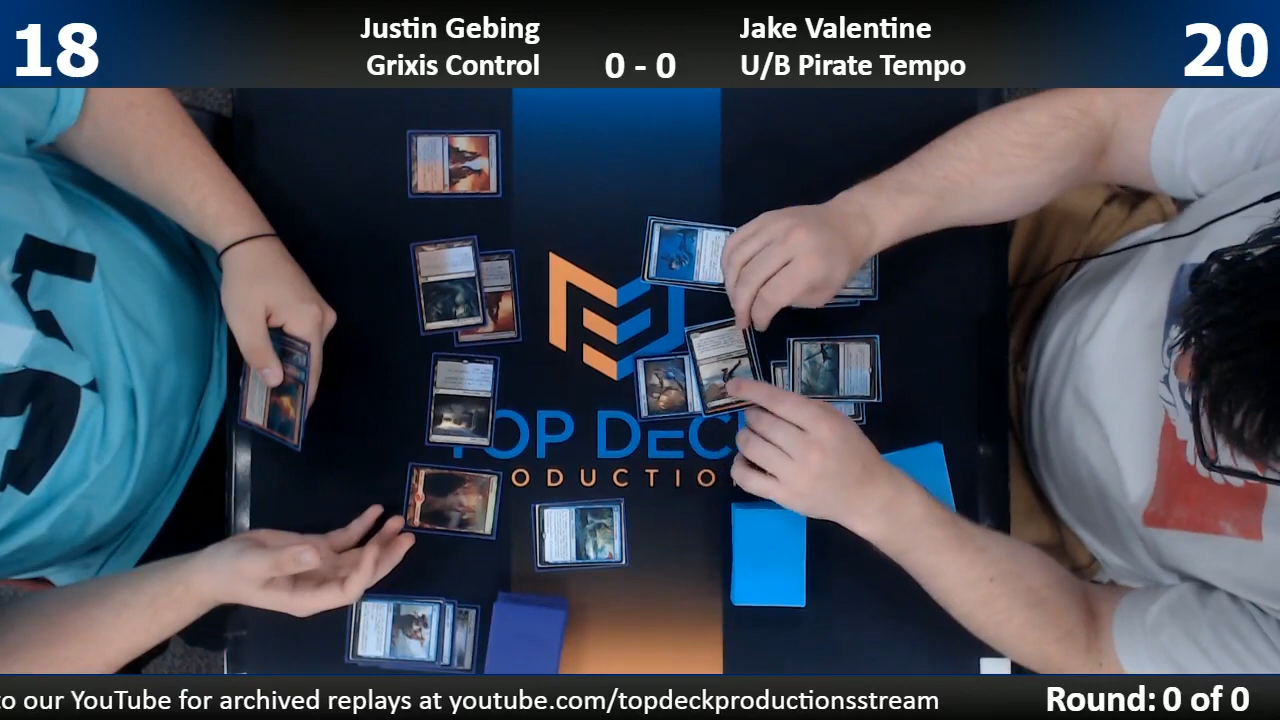 18
Justin Gebing
Grixis Control
0 - 0
Jake Valentine
U/B Pirate Tempo
20
TOP DECK
ODUCTIO
to our YouTube for archived replays at youtube.com/topdeckproductionsstream
Round: 0 of 0